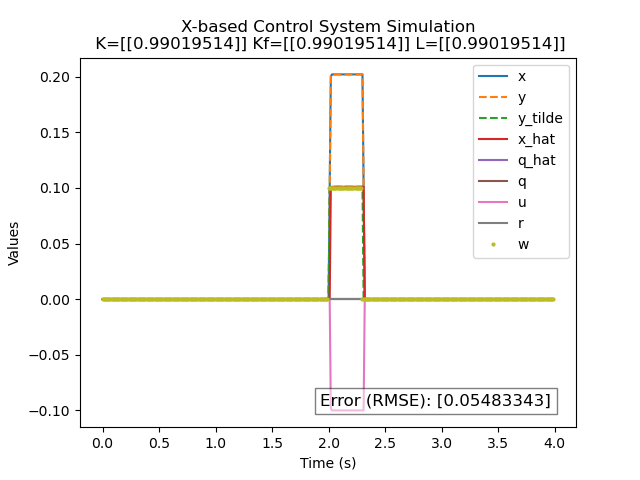 X-based Control System Simulation
K=[[0.99019514]] Kf=[[0.99019514]] L=[[0.99019514]]
0.20
0.15
0.10
0.05
0.00
−0.05
−0.10
Values
x
y
y_tilde
x_hat
q_hat
q
u
r
w
Error (RMSE): [0.05483343]
0.0 0.5 1.0 1.5 2.0 2.5 3.0 3.5 4.0
Time (s)